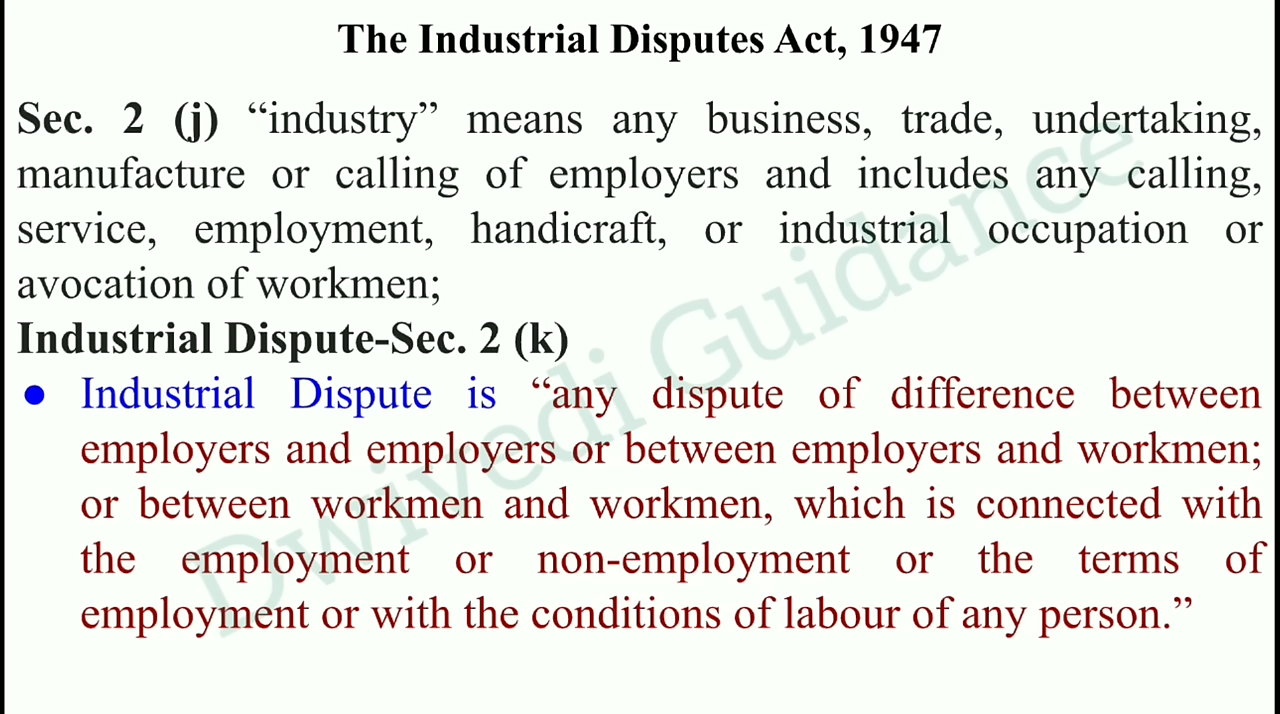 The Industrial Disputes Act, 1947
Sec. 2 (j) “industry” means any business, trade, undertaking,
manufacture or calling of employers and includes any calling,
service, employment, handicraft, or industrial occupation or
avocation of workmen;
Industrial Dispute-Sec. 2 (k)
● Industrial Dispute is “any dispute of difference between
employers and employers or between employers and workmen;
or between workmen and workmen, which is connected with
the employment or non-employment or the terms of
employment or with the conditions of labour of any person.”
Dwivedi Guidance